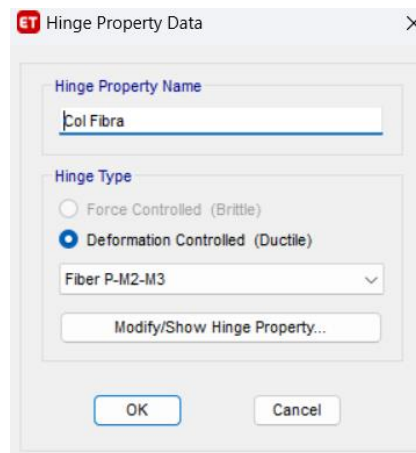 ET Hinge Property Data
Hinge Property Name
Col Fibra
Hinge Type
Force Controlled (Brittle)
Deformation Controlled (Ductile)
Fiber P-M2-M3
Modify/Show Hinge Property...
OK Cancel